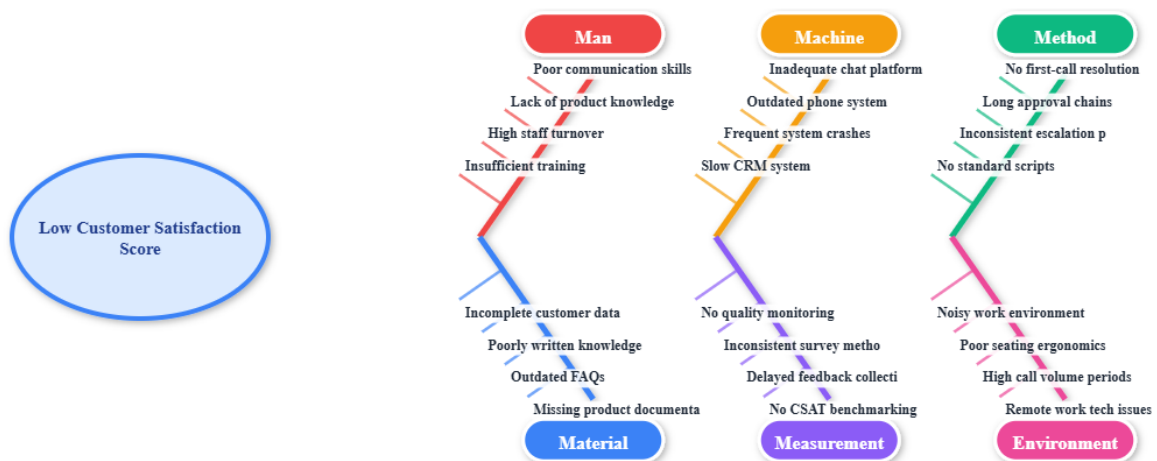 Man
Machine
Method
Poor communication skills
Inadequate chat platform
No first-call resolution
Lack of product knowledge
Outdated phone system
Long approval chains
High staff turnover
Frequent system crashes
Inconsistent escalation p
Insufficient training
Slow CRM system
No standard scripts
Low Customer Satisfaction
Score
Incomplete customer data
No quality monitoring
Noisy work environment
Poorly written knowledge
Inconsistent survey metho
Poor seating ergonomics
Outdated FAQs
Delayed feedback collecti
High call volume periods
Missing product documenta
No CSAT benchmarking
Remote work tech issues
Material
Measurement
Environment